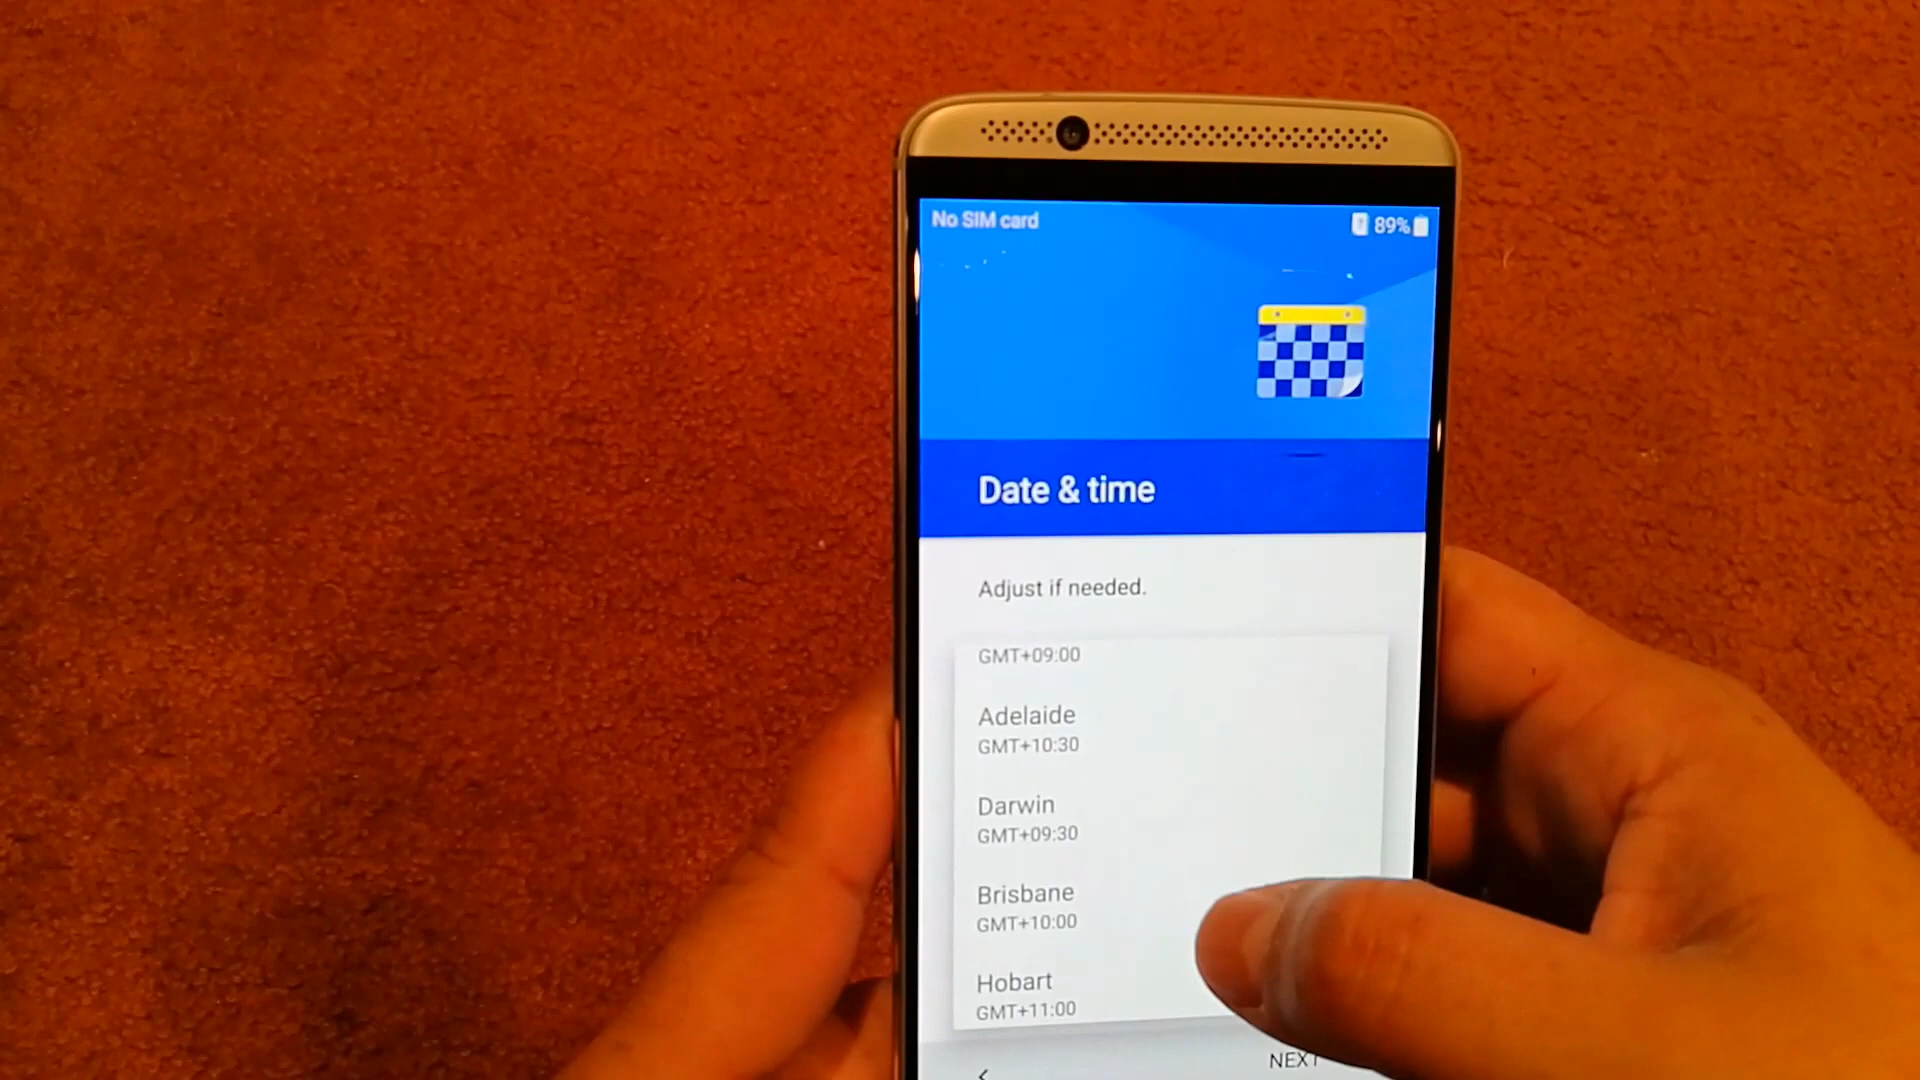 No SIM card
89%
Date & time
Adjust if needed.
GMT+09:00
Adelaide
GMT+10:30
Darwin
GMT+09:30
Brisbane
GMT+10:00
Hobart
GMT+11:00
NEXT